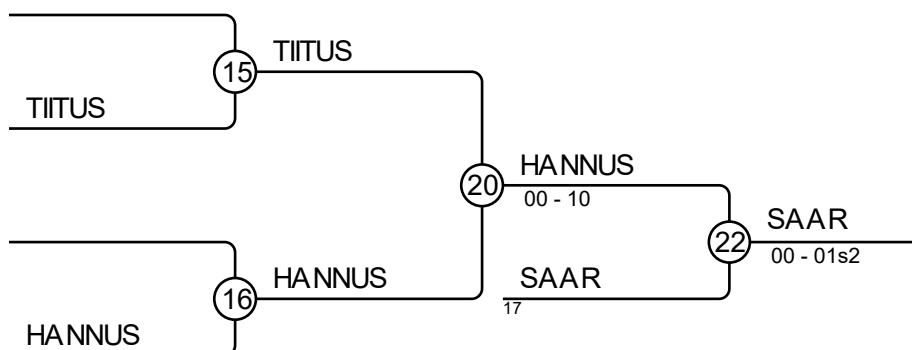 TIITUS
15
TIITUS
HANNUS
20
00 - 10
SAAR
22
00 - 01s2
HANNUS
16
SAAR
17
HANNUS